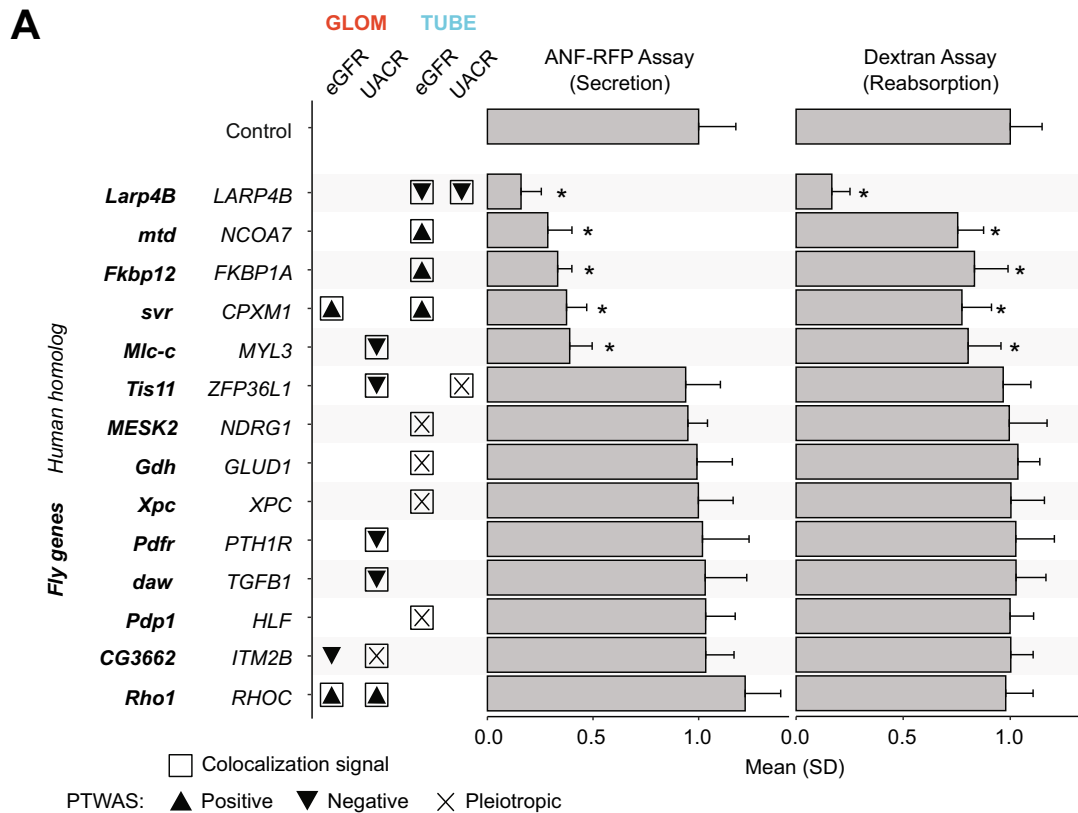 A
GLOM TUBE
eGFR UACR eGFR UACR
ANF-RFP Assay
(Secretion)
Dextran Assay
(Reabsorption)
Control
Larp4B LARP4B * *
mtd NCOA7 * *
Fkbp12 FKBP1A * *
svr CPXM1 * *
Mlc-c MYL3 * *
Tis11 ZFP36L1
MESK2 NDRG1
Gdh GLUD1
Xpc XPC
Pdfr PTH1R
daw TGFB1
Pdp1 HLF
CG3662 ITM2B
Rho1 RHOC
Fly genes Human homolog
0.0 0.5 1.0 0.0 0.5 1.0
Mean (SD)
Colocalization signal
PTWAS: Positive Negative Pleiotropic